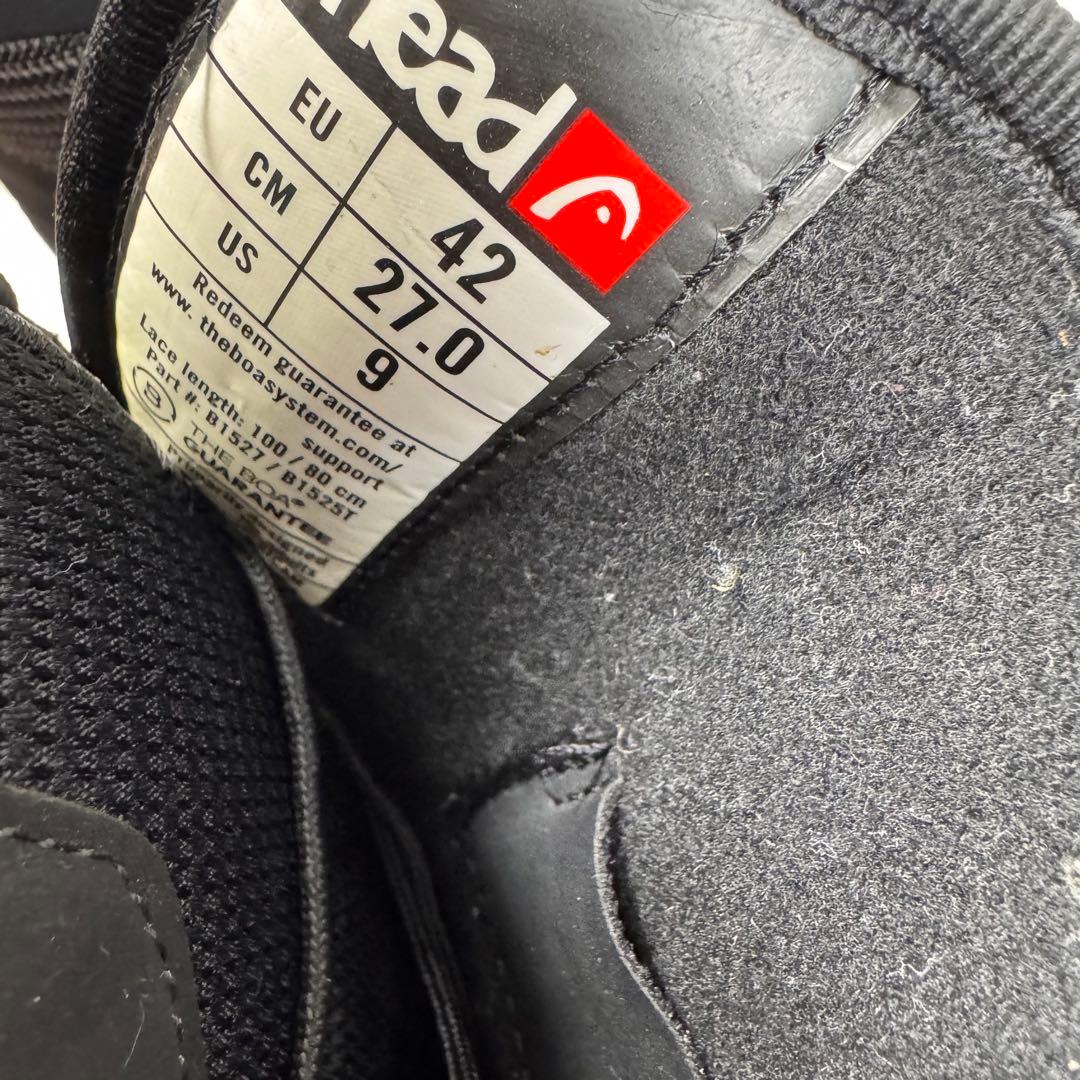 head
EU 42
CM 27.0
US 9
Redeem guarantee at
www.theboasystem.com/
support
Lace length: 100 / 80 cm
Part #: B1527 / B1525T
B THE BOA®
GUARANTEE